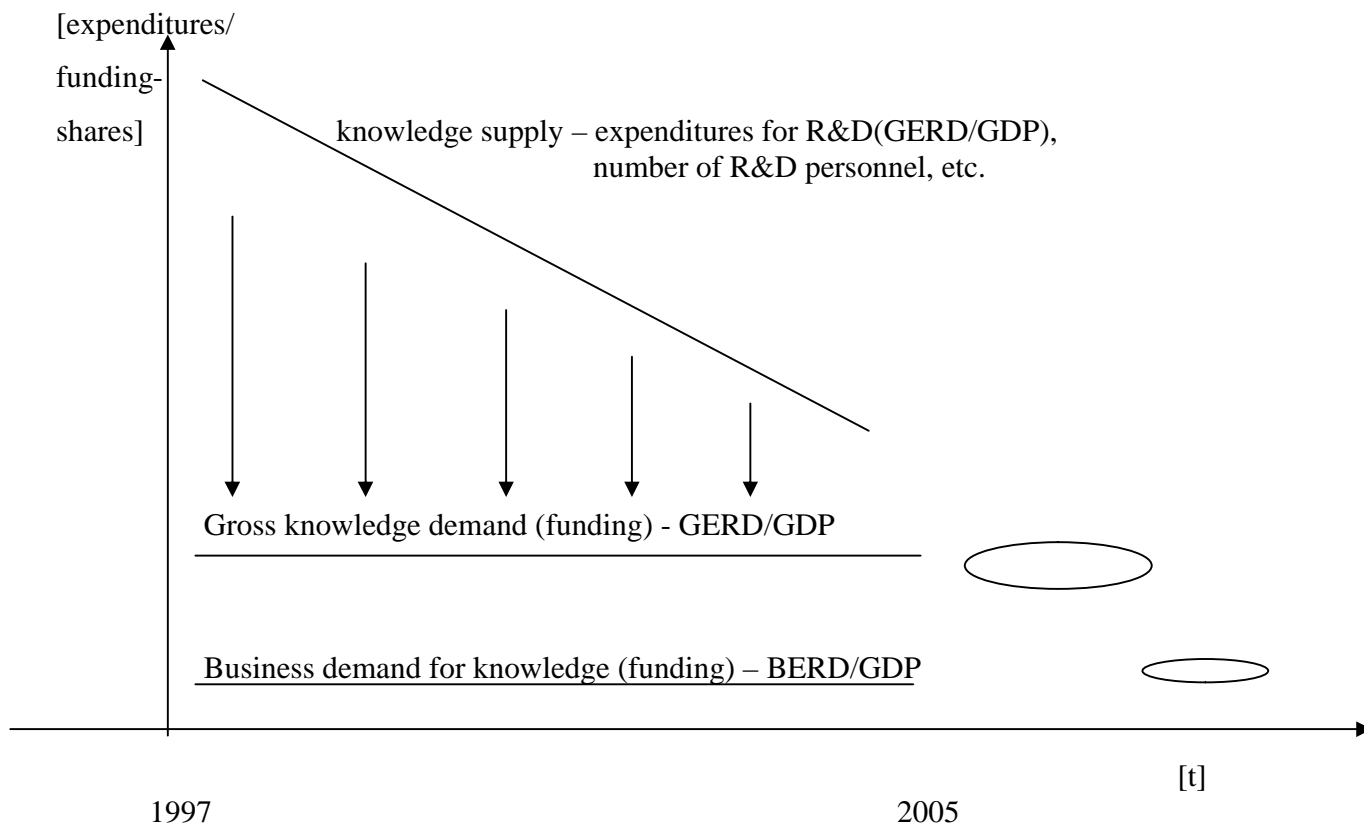 [expenditures/
funding-
shares]
knowledge supply – expenditures for R&D(GERD/GDP),
number of R&D personnel, etc.
Gross knowledge demand (funding) - GERD/GDP
Business demand for knowledge (funding) – BERD/GDP
[t]
1997 2005